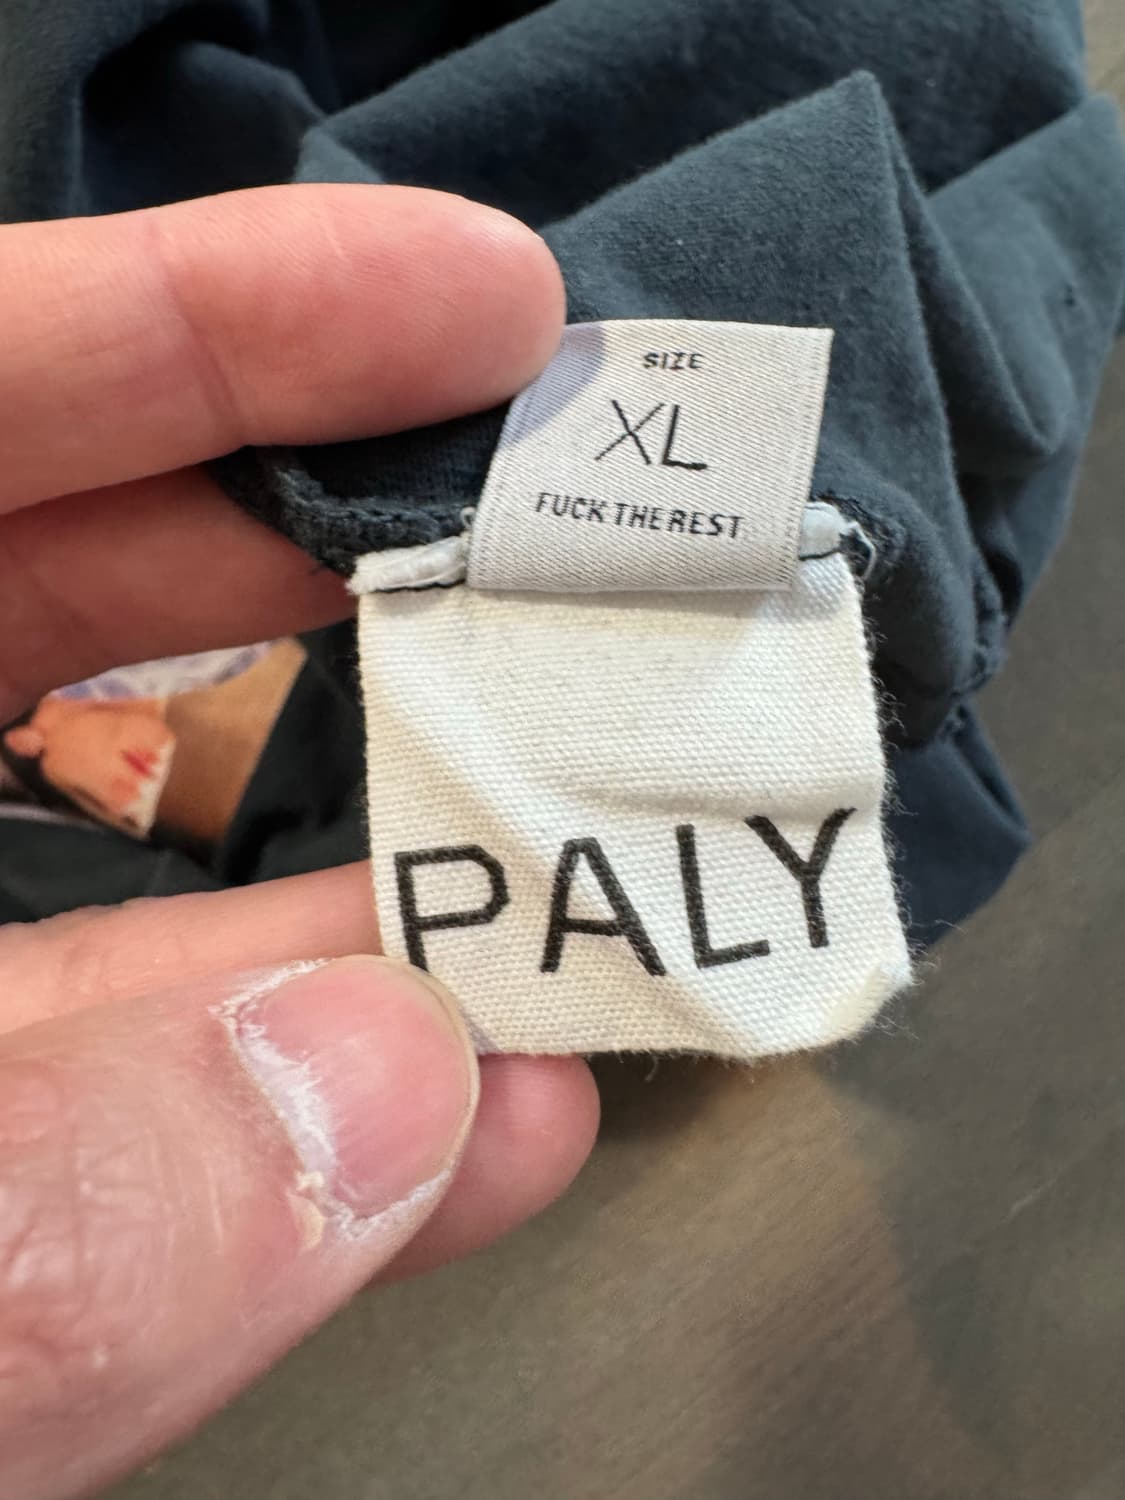 SIZE
XL
FUCK THE REST
PALY